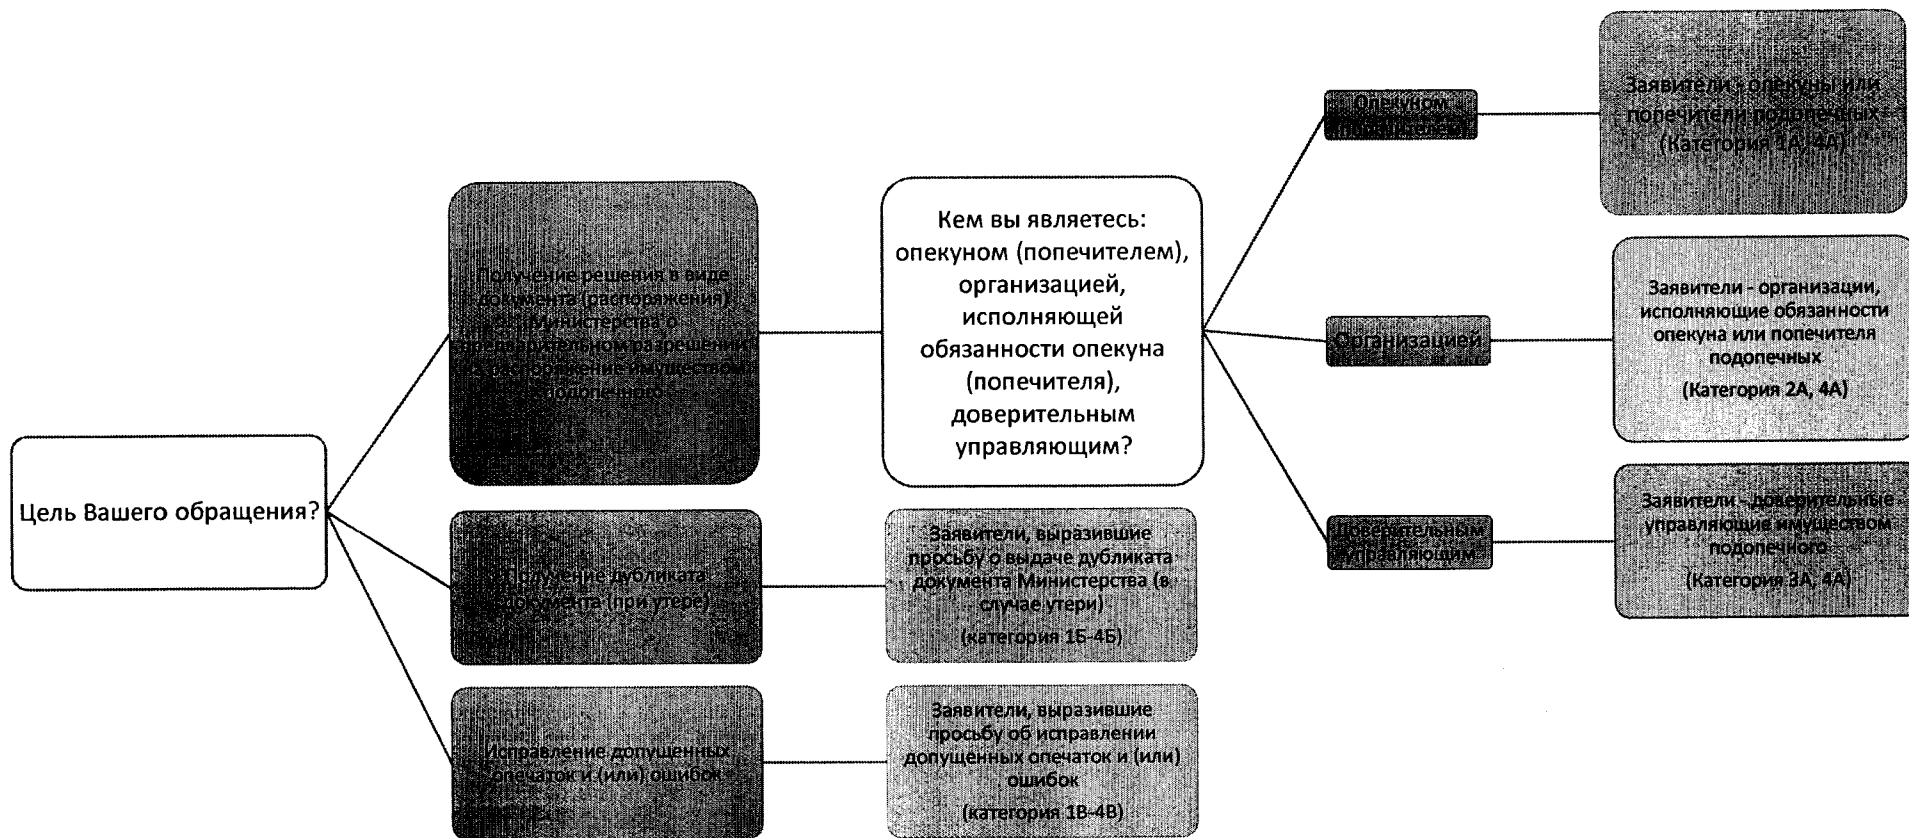 Цель Вашего обращения?
Получение решения в виде
документа (распоряжения)
Министерства о
предварительном разрешении
распоряжение имуществом
подопечного
Получение дубликата
документа (при утере)
Исправление допущенных
опечаток и (или) ошибок
Кем вы являетесь:
опекуном (попечителем),
организацией,
исполняющей
обязанности опекуна
(попечителя),
доверительным
управляющим?
Заявители, выразившие
просьбу о выдаче дубликата
документа Министерства (в
случае утери)
(категория 1Б-4Б)
Заявители, выразившие
просьбу об исправлении
допущенных опечаток и (или)
ошибок
(категория 1В-4В)
Опекуном
(попечителем)
Организацией
Доверительным
управляющим
Заявители - опекуны или
попечители подопечных
(Категория 1А, 4А)
Заявители - организации,
исполняющие обязанности
опекуна или попечителя
подопечных
(Категория 2А, 4А)
Заявители - доверительные
управляющие имуществом
подопечного
(Категория 3А, 4А)